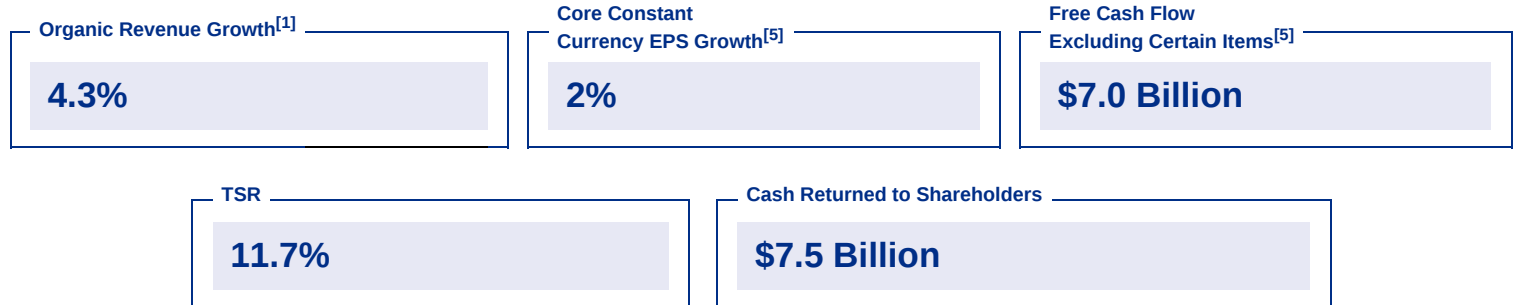 Organic Revenue Growth[1]
4.3%
Core Constant
Currency EPS Growth[5]
2%
Free Cash Flow
Excluding Certain Items[5]
$7.0 Billion
TSR
11.7%
Cash Returned to Shareholders
$7.5 Billion